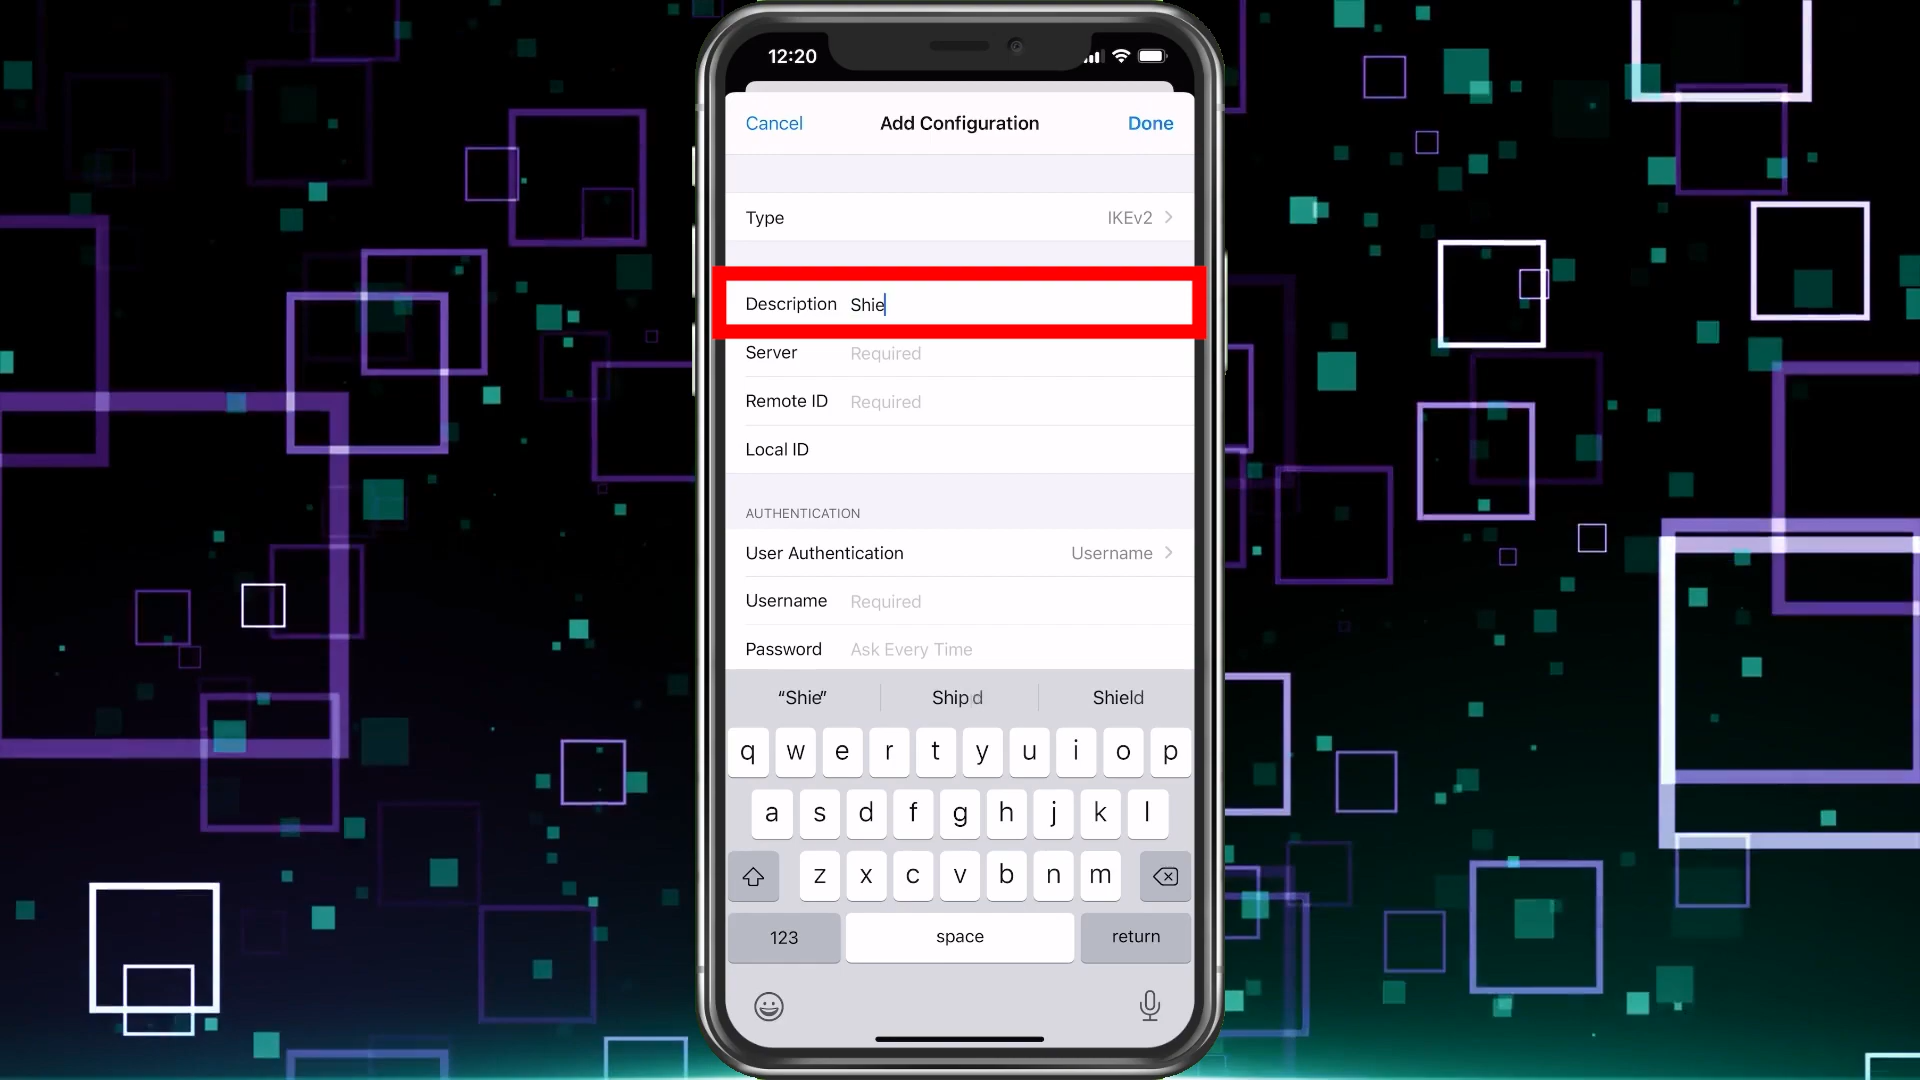 12:20
Cancel Add Configuration Done
Type IKEv2
Description Shie
Server Required
Remote ID Required
Local ID
AUTHENTICATION
User Authentication Username
Username Required
Password Ask Every Time
“Shie” Ship d Shield
q w e r t y u i o p
a s d f g h j k l
z x c v b n m
123 space return